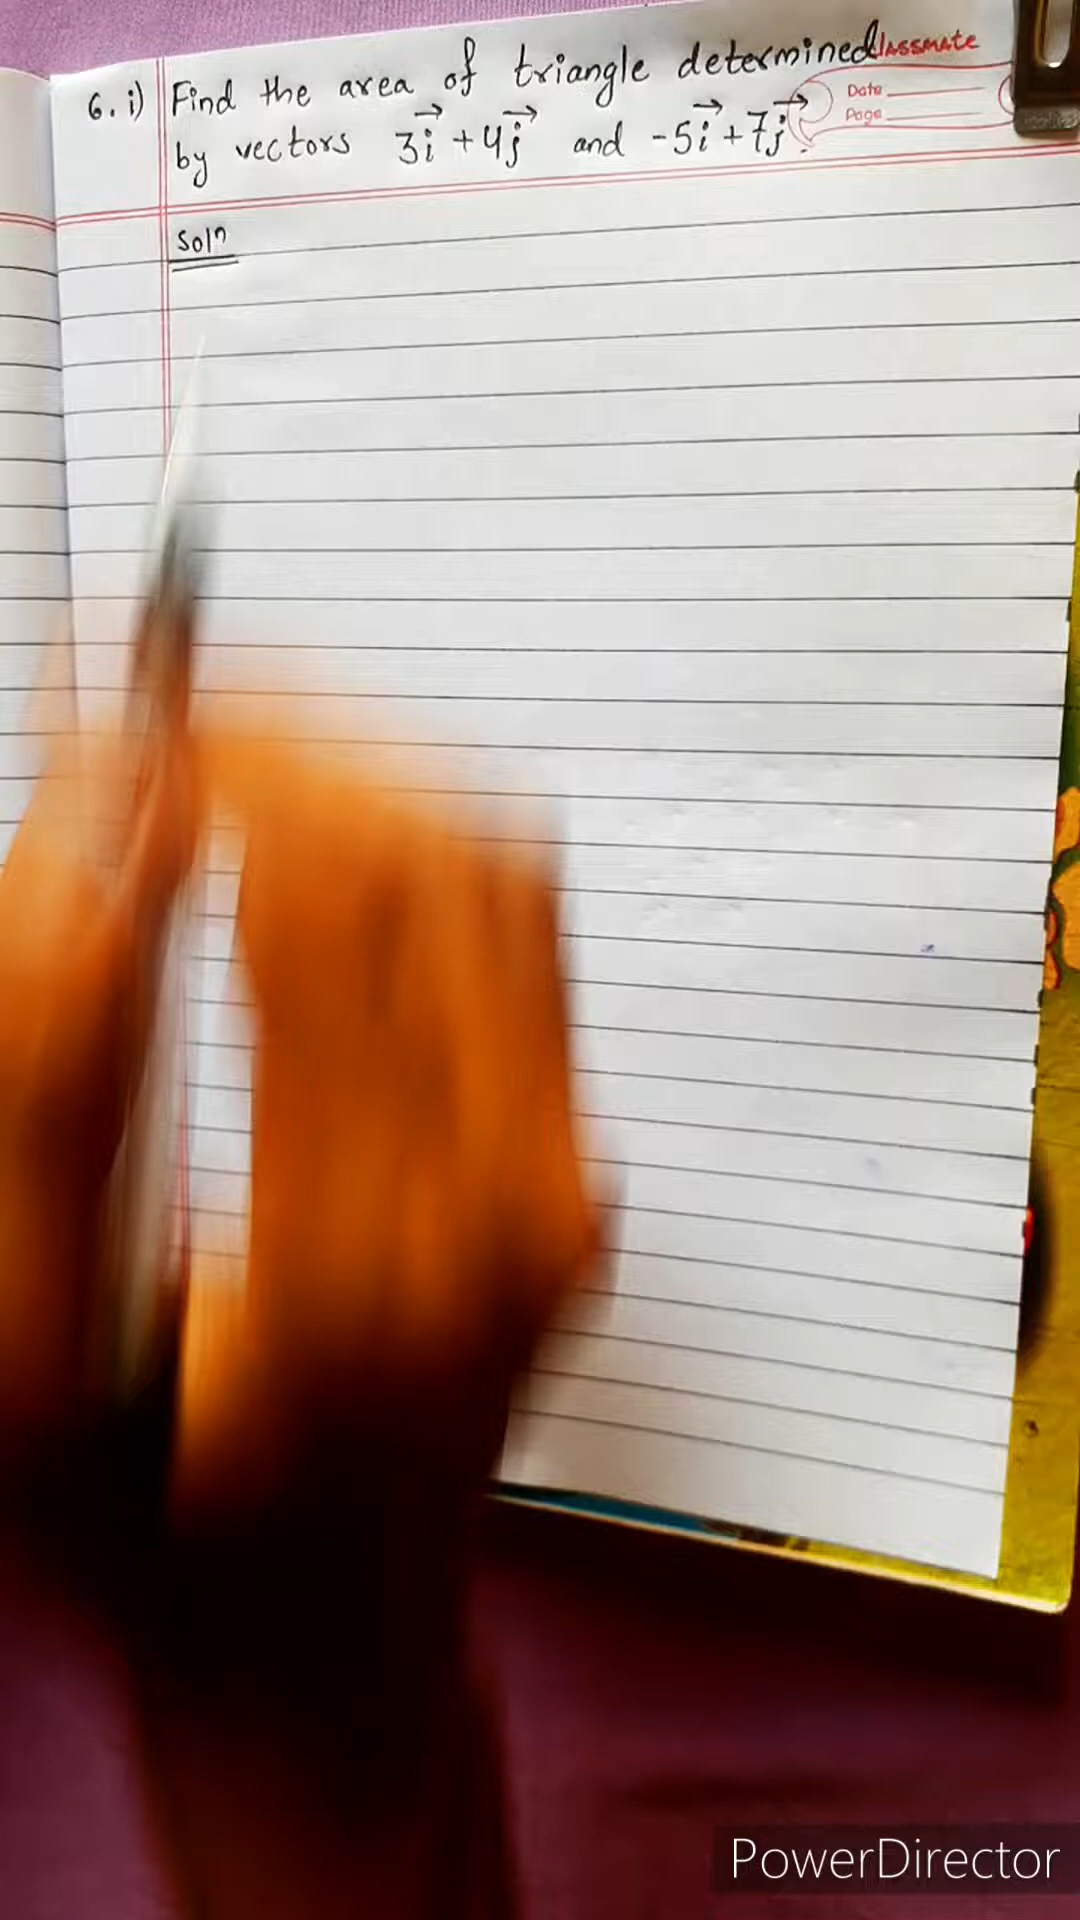 classmate
Date
Page
6. i) Find the area of triangle determined
by vectors 3i⃗ + 4j⃗ and -5i⃗ + 7j⃗.
Solⁿ
PowerDirector